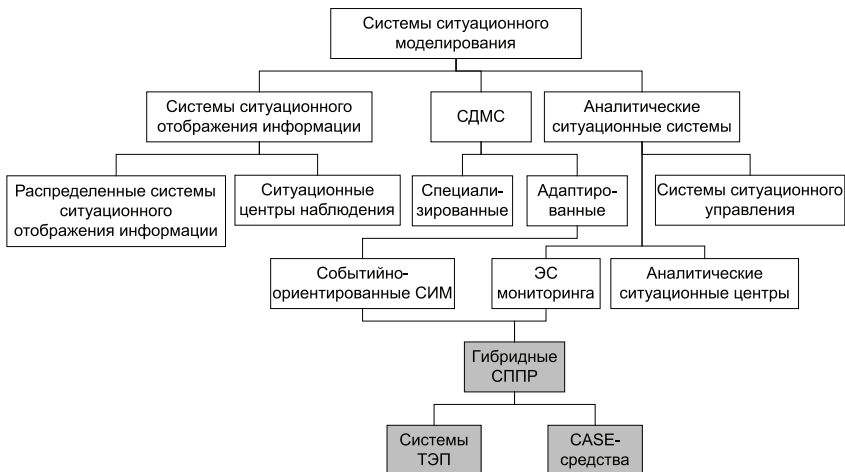 Системы ситуационного
моделирования
Системы ситуационного
отображения информации
СДМС
Аналитические
ситуационные системы
Распределенные системы
ситуационного
отображения информации
Ситуационные
центры наблюдения
Специали-
зированные
Адаптиро-
ванные
Системы ситуационного
управления
Событийно-
ориентированные СИМ
ЭС
мониторинга
Аналитические
ситуационные центры
Гибридные
СППР
Системы
ТЭП
CASE-
средства